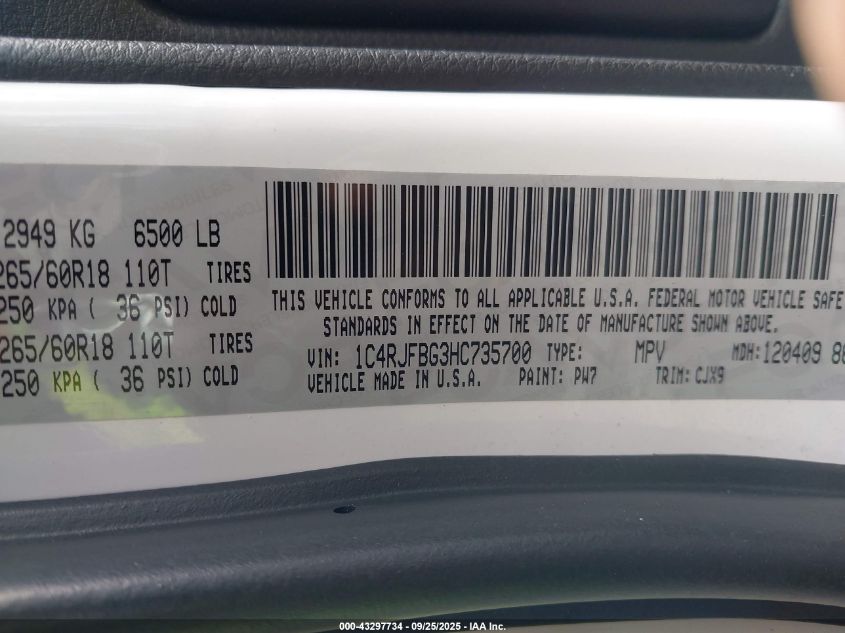 2949 KG 6500 LB
265/60R18 110T TIRES
250 KPA ( 36 PSI) COLD
265/60R18 110T TIRES
250 KPA ( 36 PSI) COLD
THIS VEHICLE CONFORMS TO ALL APPLICABLE U.S.A. FEDERAL MOTOR VEHICLE SAFE
STANDARDS IN EFFECT ON THE DATE OF MANUFACTURE SHOWN ABOVE.
VIN: 1C4RJFBG3HC735700 TYPE: MPV MDH: 120409
VEHICLE MADE IN U.S.A. PAINT: PW7 TRIM: CJX9
000-43297734 - 09/25/2025 - IAA Inc.